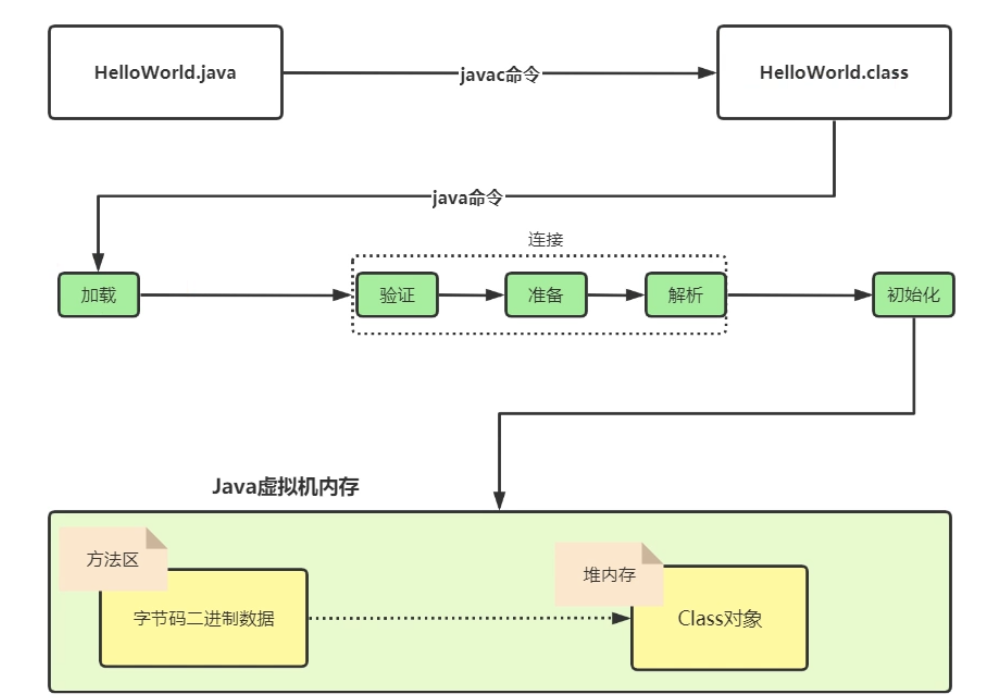 HelloWorld.java
javac命令
HelloWorld.class
java命令
连接
加载
验证
准备
解析
初始化
Java虚拟机内存
方法区
字节码二进制数据
堆内存
Class对象